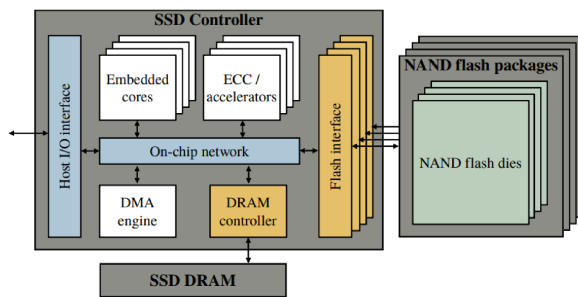 SSD Controller
Host I/O interface
Embedded
cores
ECC /
accelerators
On-chip network
DMA
engine
DRAM
controller
Flash interface
NAND flash packages
NAND flash dies
SSD DRAM